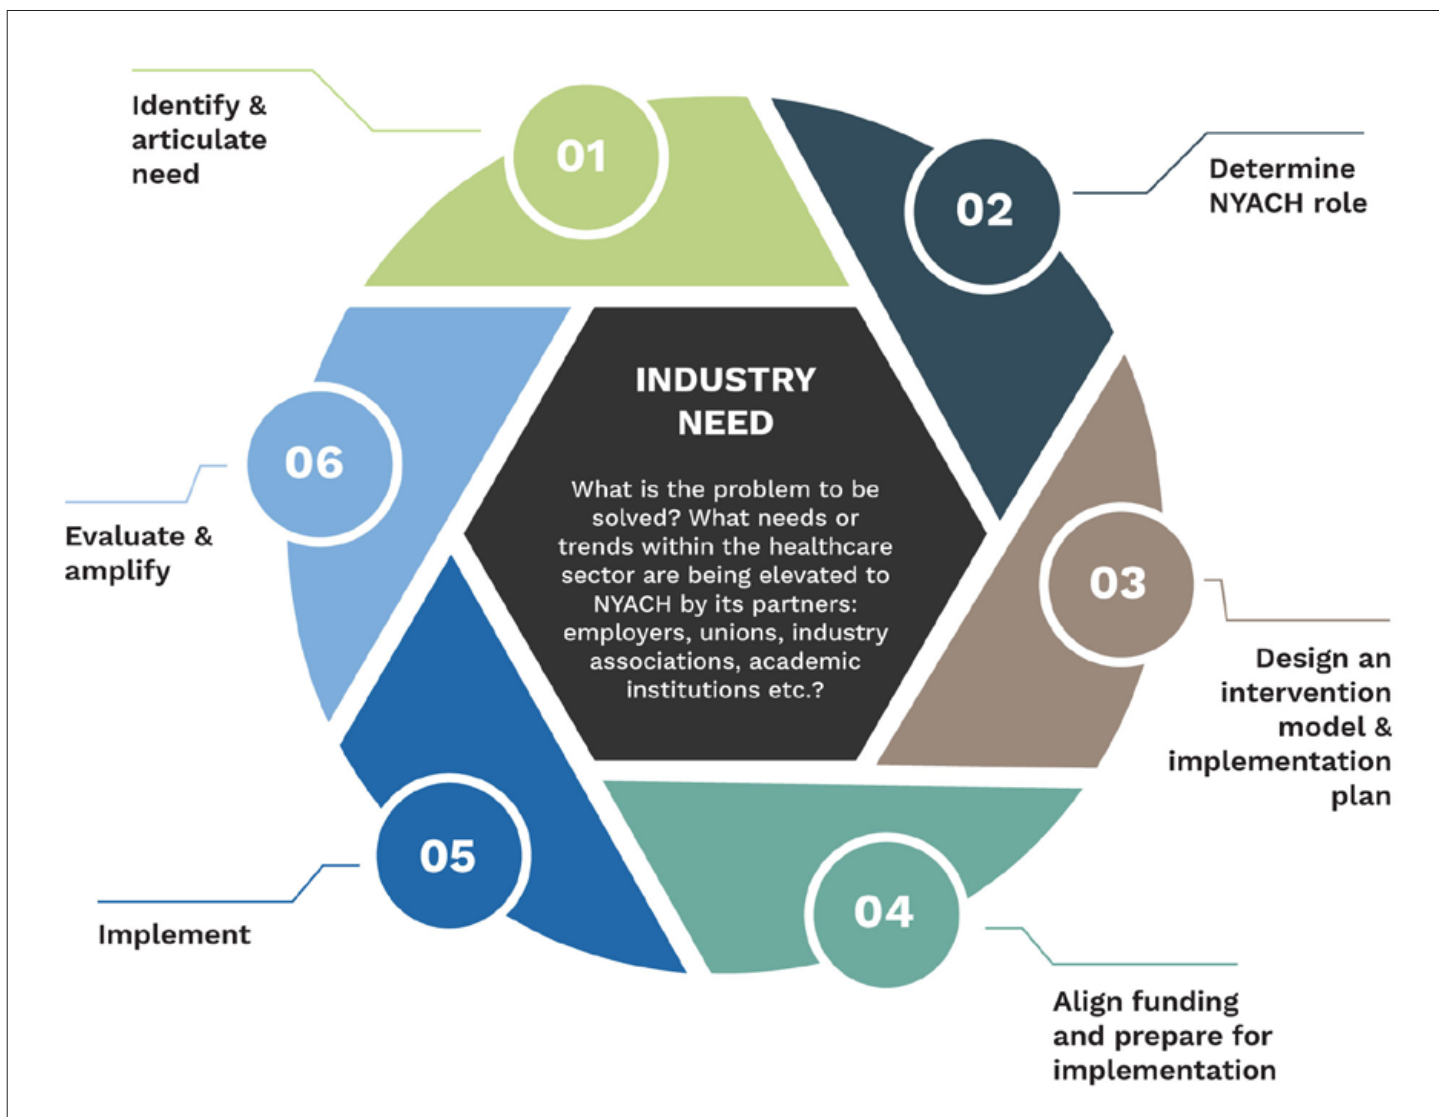 01
Identify &
articulate
need
02
Determine
NYACH role
03
Design an
intervention
model &
implementation
plan
04
Align funding
and prepare for
implementation
05
Implement
06
Evaluate &
amplify
INDUSTRY
NEED
What is the problem to be
solved? What needs or
trends within the healthcare
sector are being elevated to
NYACH by its partners:
employers, unions, industry
associations, academic
institutions etc.?